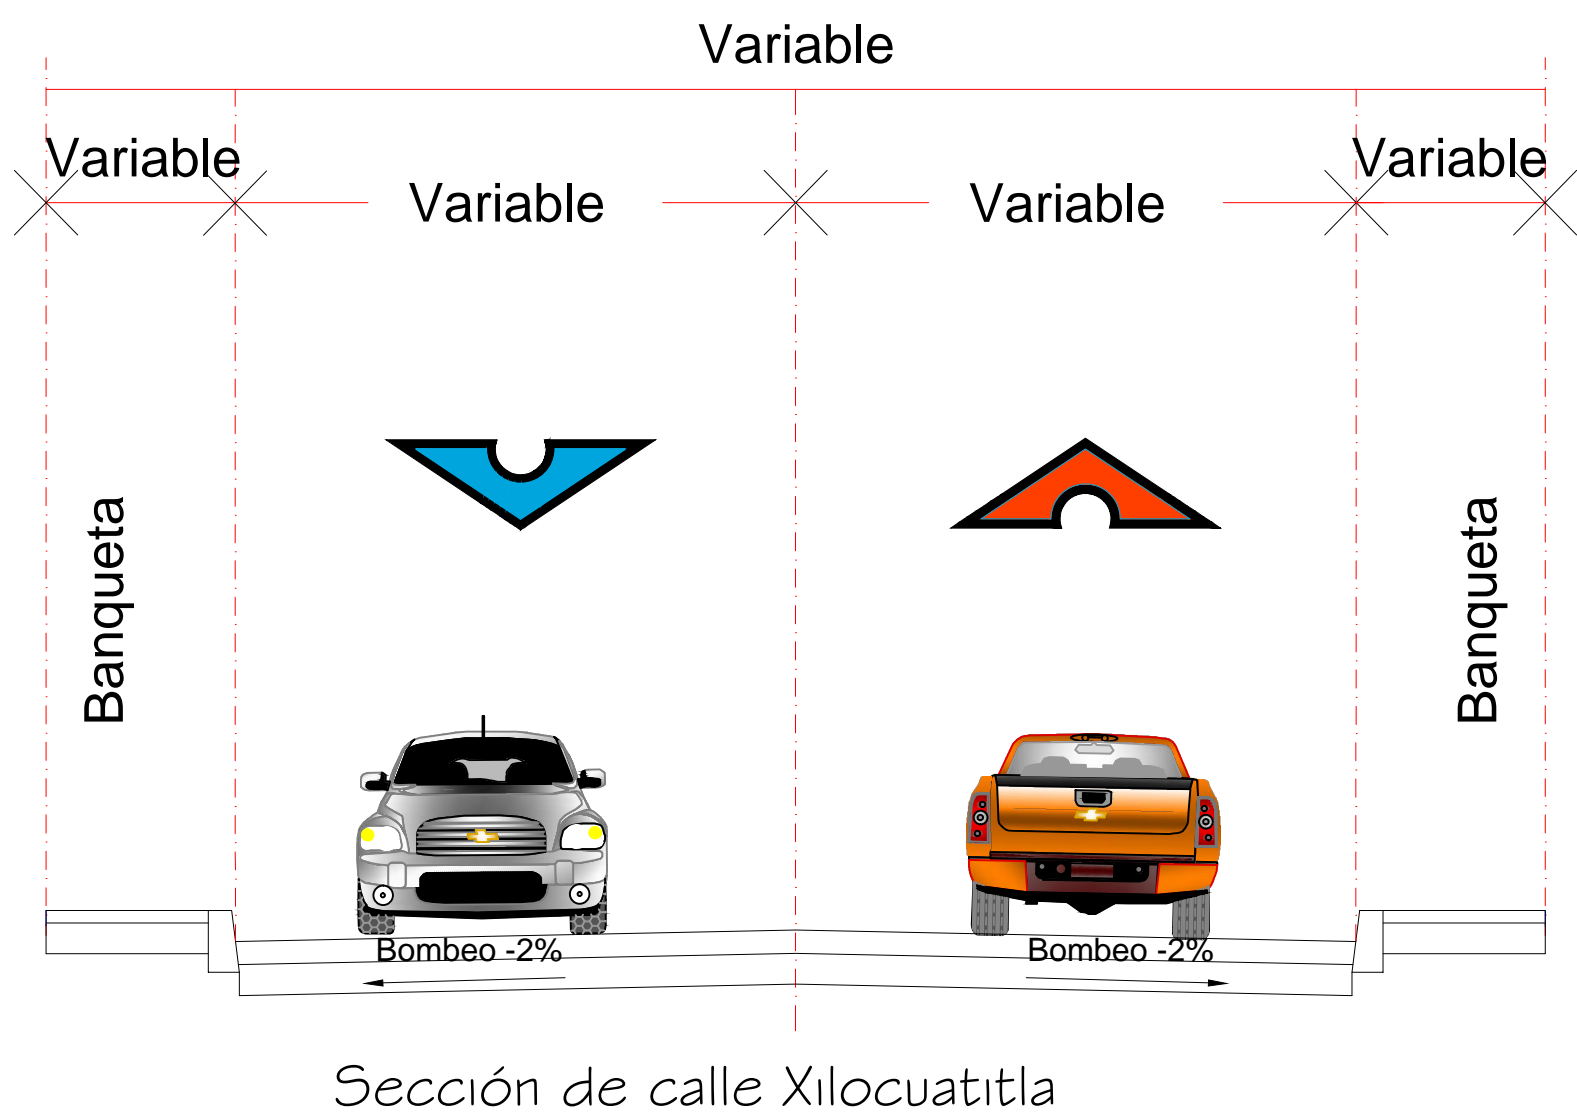 Variable
Variable
Variable
Variable
Variable
Banqueta
Banqueta
Bombeo -2%
Bombeo -2%
Sección de calle Xilocuatitla